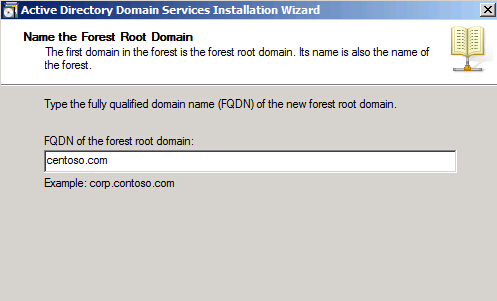 Active Directory Domain Services Installation Wizard
Name the Forest Root Domain
The first domain in the forest is the forest root domain. Its name is also the name of
the forest.
Type the fully qualified domain name (FQDN) of the new forest root domain.
FQDN of the forest root domain:
centoso.com
Example: corp.contoso.com